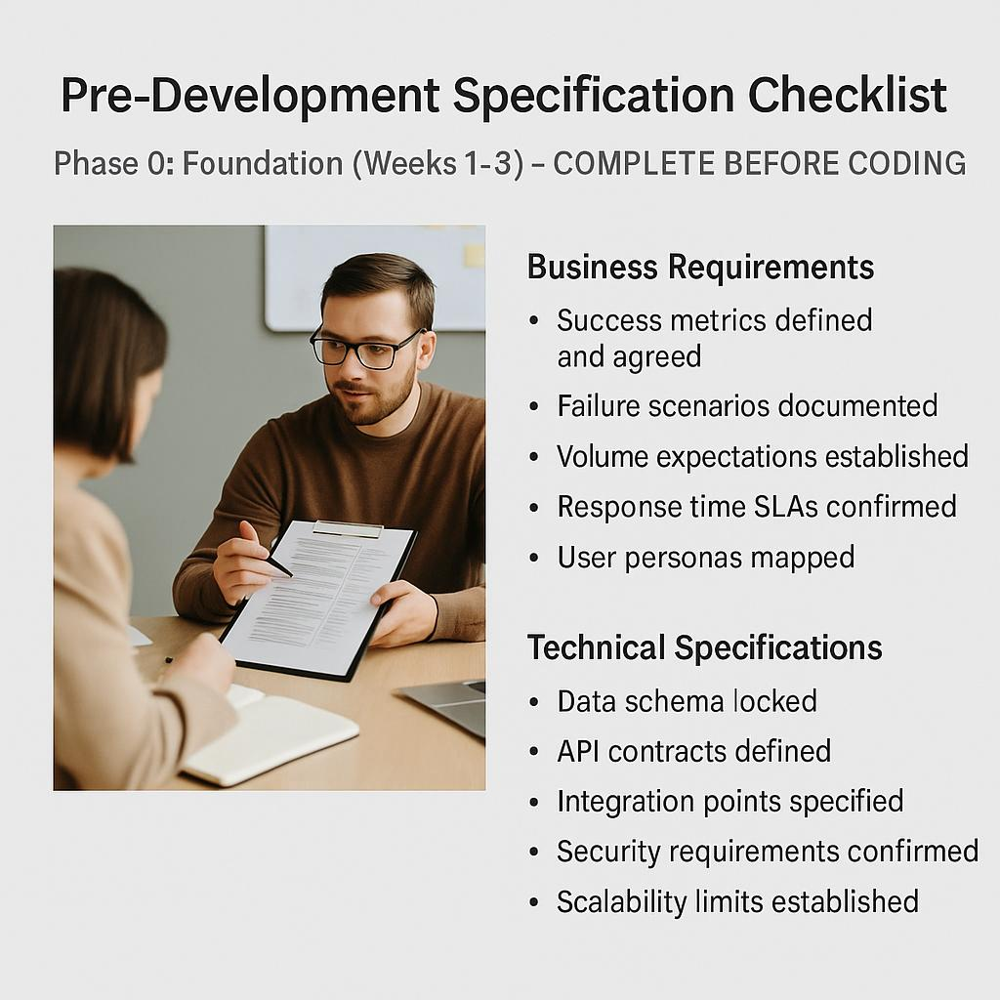 Pre-Development Specification Checklist
Phase 0: Foundation (Weeks 1-3) – COMPLETE BEFORE CODING
Business Requirements
• Success metrics defined
and agreed
• Failure scenarios documented
• Volume expectations established
• Response time SLAs confirmed
• User personas mapped
Technical Specifications
• Data schema locked
• API contracts defined
• Integration points specified
• Security requirements confirmed
• Scalability limits established